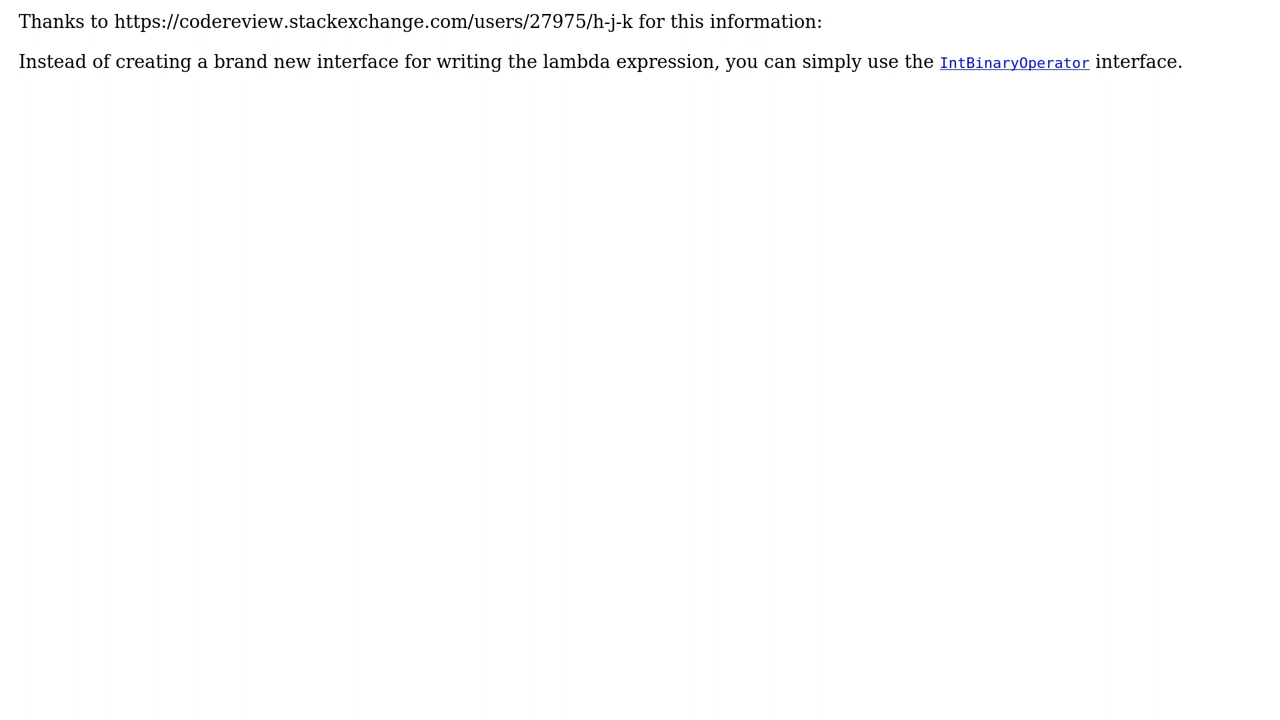 Thanks to https://codereview.stackexchange.com/users/27975/h-j-k for this information:
Instead of creating a brand new interface for writing the lambda expression, you can simply use the IntBinaryOperator interface.